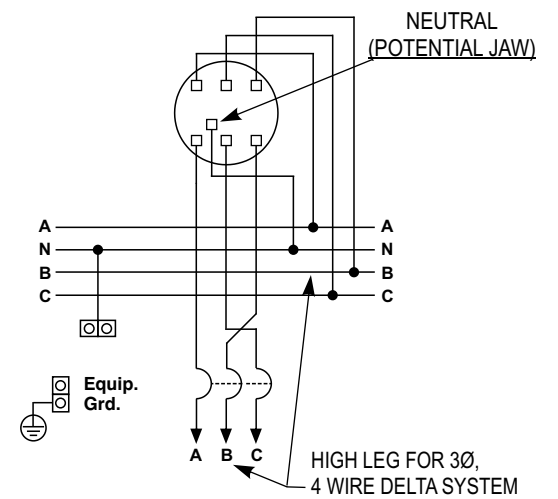 NEUTRAL
(POTENTIAL JAW)
A A
N N
B B
C C
Equip.
Grd.
A B C
HIGH LEG FOR 3Ø,
4 WIRE DELTA SYSTEM